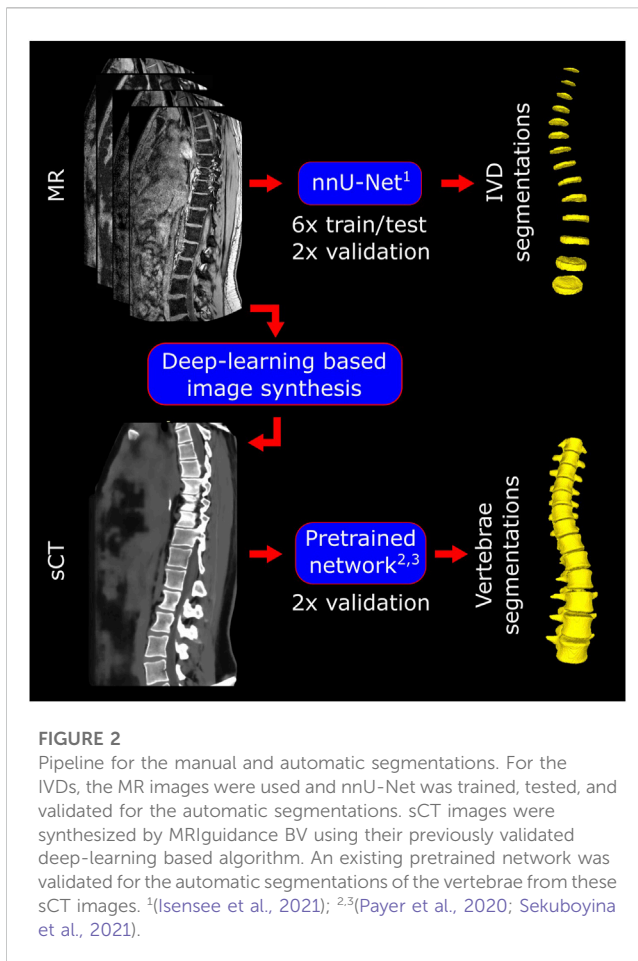 MR
nnU-Net¹
6x train/test
2x validation
IVD
segmentations
Deep-learning based
image synthesis
sCT
Pretrained
network²,³
2x validation
Vertebrae
segmentations
FIGURE 2
Pipeline for the manual and automatic segmentations. For the
IVDs, the MR images were used and nnU-Net was trained, tested, and
validated for the automatic segmentations. sCT images were
synthesized by MRIguidance BV using their previously validated
deep-learning based algorithm. An existing pretrained network was
validated for the automatic segmentations of the vertebrae from these
sCT images. ¹(Isensee et al., 2021); ²,³(Payer et al., 2020; Sekuboyina
et al., 2021).